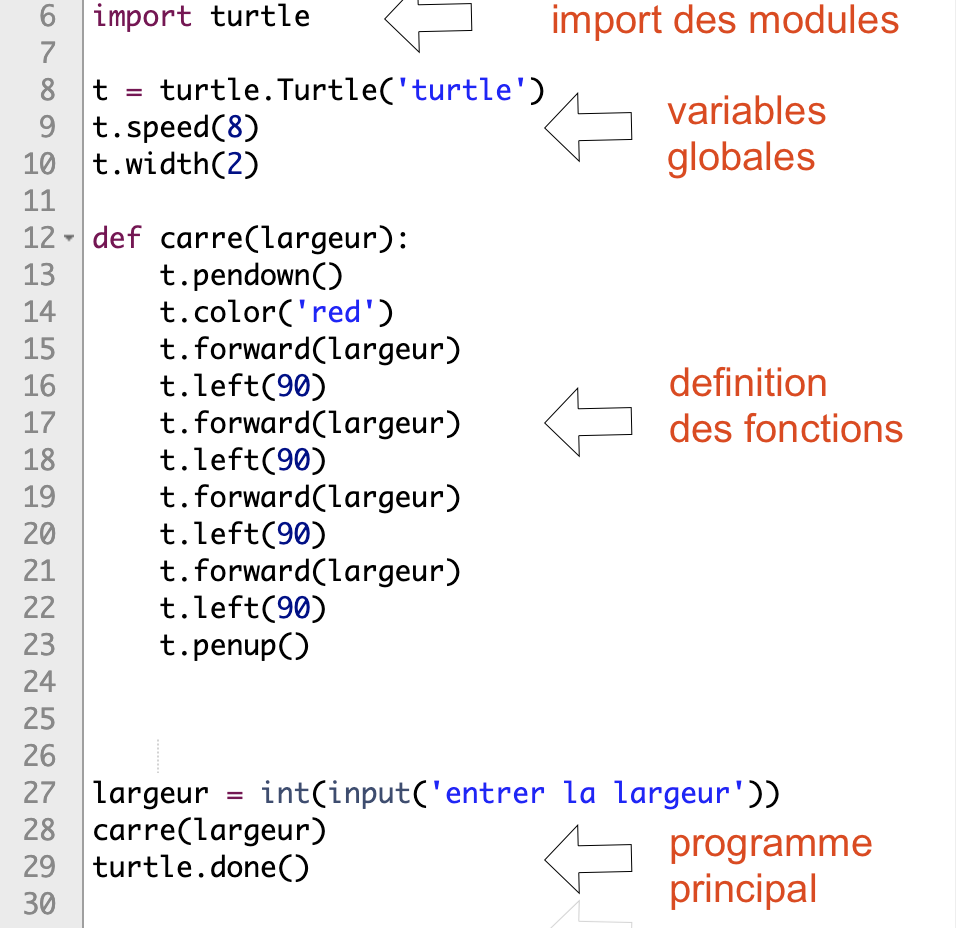 6 import turtle import des modules
7
8 t = turtle.Turtle('turtle')
9 t.speed(8) variables
10 t.width(2) globales
11
12 def carre(largeur):
13 t.pendown()
14 t.color('red')
15 t.forward(largeur)
16 t.left(90) definition
17 t.forward(largeur) des fonctions
18 t.left(90)
19 t.forward(largeur)
20 t.left(90)
21 t.forward(largeur)
22 t.left(90)
23 t.penup()
24
25
26
27 largeur = int(input('entrer la largeur'))
28 carre(largeur) programme
29 turtle.done() principal
30